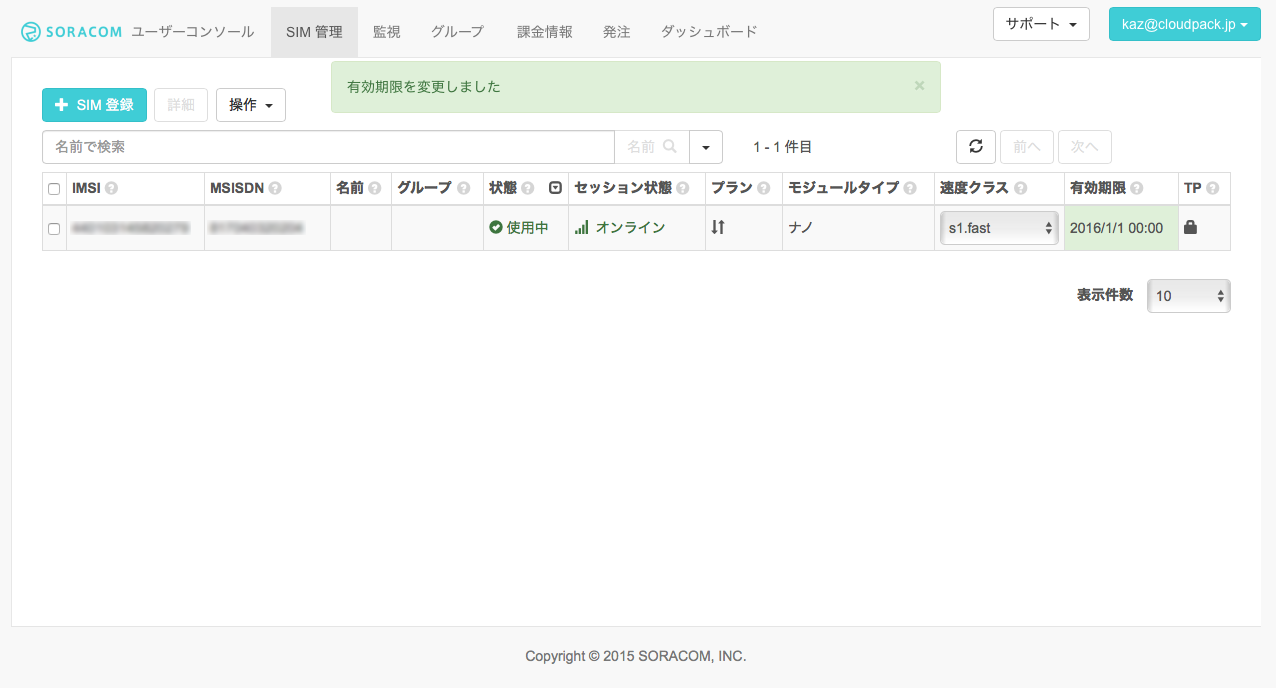 SORACOM ユーザーコンソール SIM 管理 監視 グループ 課金情報 発注 ダッシュボード サポート kaz@cloudpack.jp
有効期限を変更しました ×
+ SIM 登録 詳細 操作
名前で検索 名前 1 - 1 件目 前へ 次へ
IMSI ? MSISDN ? 名前 ? グループ ? 状態 ? セッション状態 ? プラン ? モジュールタイプ ? 速度クラス ? 有効期限 ? TP ?
使用中 オンライン ナノ s1.fast 2016/1/1 00:00
表示件数 10
Copyright © 2015 SORACOM, INC.